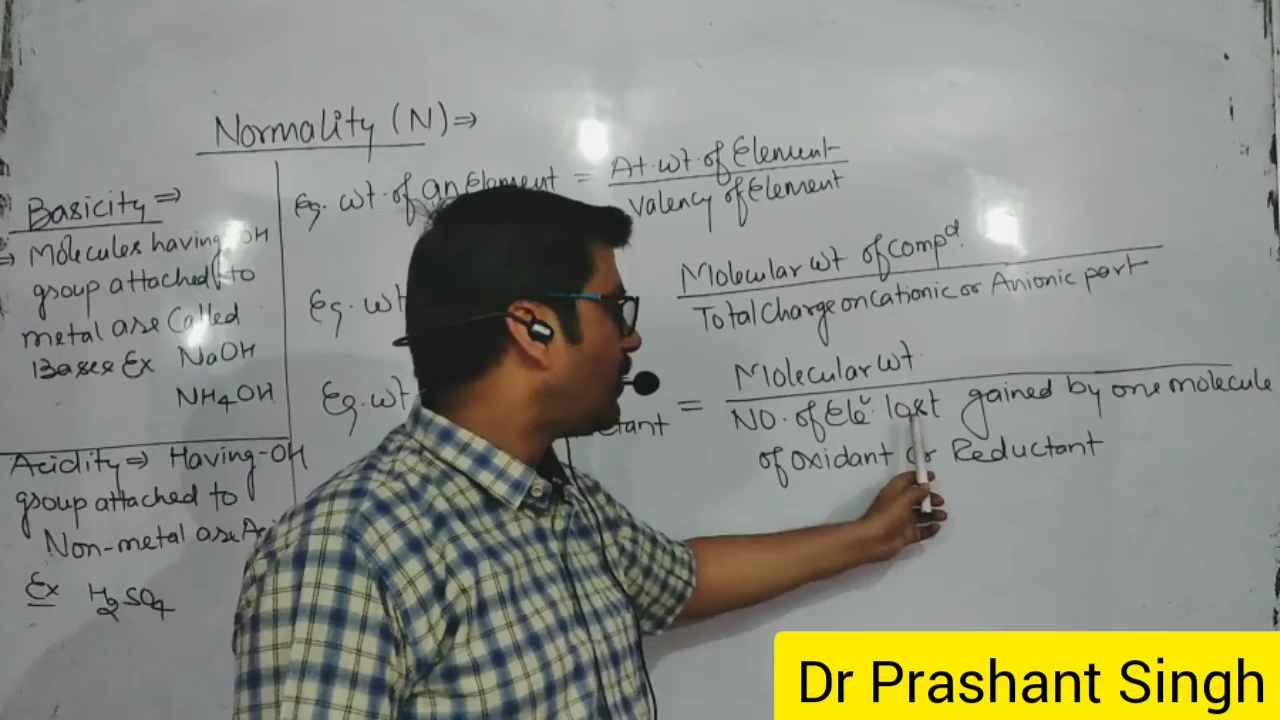 Normality (N) ⇒
Basicity ⇒
⇒ Molecules having -OH
group attached to
metal are Called
Bases Ex NaOH
NH4OH
Acidity ⇒ Having -OH
group attached to
Non-metal are
Ex H2SO4
Eq. wt. of an Element = At. wt. of Element
Valency of Element
Eq. wt
Molecular wt of compd.
Total Charge on Cationic or Anionic part
Eq. wt
= Molecular wt.
NO. of Ele. lost gained by one molecule
of oxidant or Reductant
Dr Prashant Singh